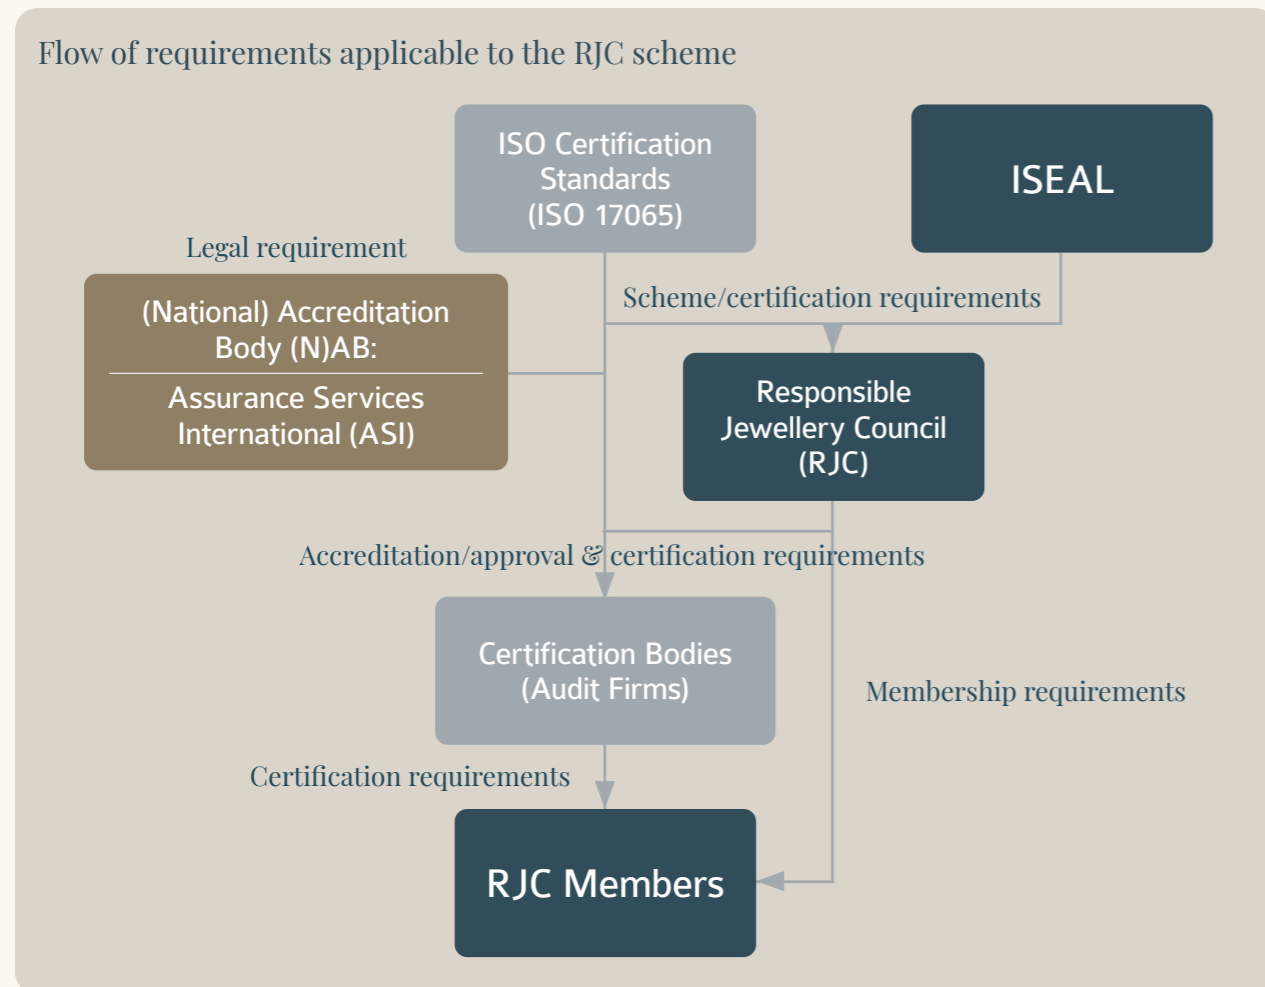 Flow of requirements applicable to the RJC scheme
ISO Certification
Standards
(ISO 17065)
ISEAL
Legal requirement
(National) Accreditation
Body (N)AB:
Assurance Services
International (ASI)
Scheme/certification requirements
Responsible
Jewellery Council
(RJC)
Accreditation/approval & certification requirements
Certification Bodies
(Audit Firms)
Membership requirements
Certification requirements
RJC Members